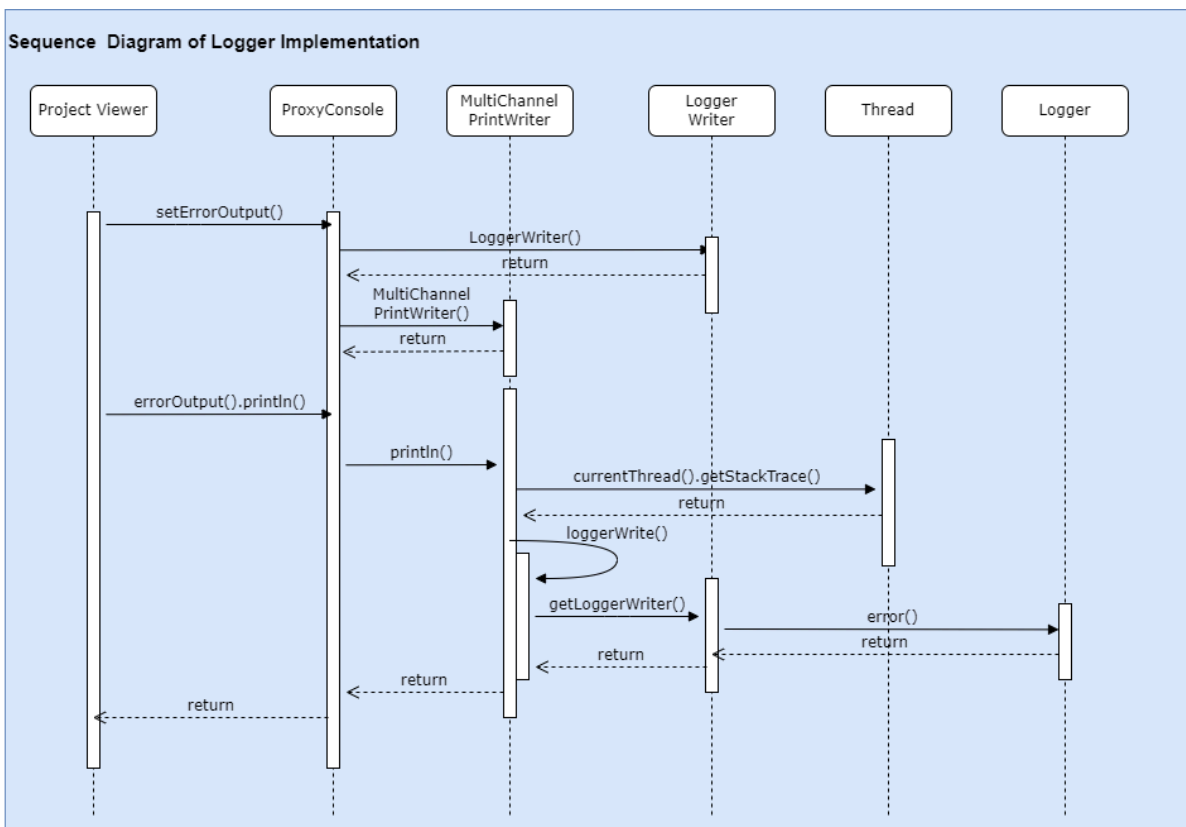 Sequence  Diagram of Logger Implementation
Project Viewer
ProxyConsole
MultiChannel
PrintWriter
Logger
Writer
Thread
Logger
setErrorOutput()
LoggerWriter()
return
MultiChannel
PrintWriter()
return
errorOutput().println()
println()
currentThread().getStackTrace()
return
loggerWrite()
getLoggerWriter()
error()
return
return
return
return